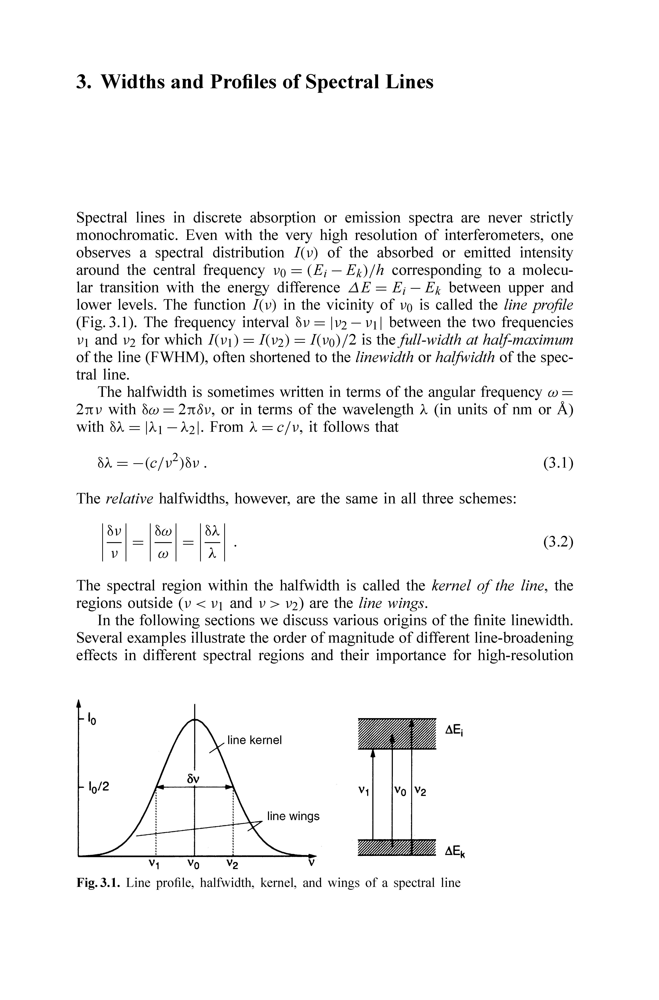 3. Widths and Profiles of Spectral Lines
Spectral lines in discrete absorption or emission spectra are never strictly
monochromatic. Even with the very high resolution of interferometers, one
observes a spectral distribution I(ν) of the absorbed or emitted intensity
around the central frequency ν₀ = (Eᵢ − Eₖ)/h corresponding to a molecu-
lar transition with the energy difference ΔE = Eᵢ − Eₖ between upper and
lower levels. The function I(ν) in the vicinity of ν₀ is called the line profile
(Fig. 3.1). The frequency interval δν = |ν₂ − ν₁| between the two frequencies
ν₁ and ν₂ for which I(ν₁) = I(ν₂) = I(ν₀)/2 is the full-width at half-maximum
of the line (FWHM), often shortened to the linewidth or halfwidth of the spec-
tral line.
The halfwidth is sometimes written in terms of the angular frequency ω =
2πν with δω = 2πδν, or in terms of the wavelength λ (in units of nm or Å)
with δλ = |λ₁ − λ₂|. From λ = c/ν, it follows that
δλ = −(c/ν²)δν . (3.1)
The relative halfwidths, however, are the same in all three schemes:
|δν/ν| = |δω/ω| = |δλ/λ| . (3.2)
The spectral region within the halfwidth is called the kernel of the line, the
regions outside (ν < ν₁ and ν > ν₂) are the line wings.
In the following sections we discuss various origins of the finite linewidth.
Several examples illustrate the order of magnitude of different line-broadening
effects in different spectral regions and their importance for high-resolution
I₀
line kernel
δν
I₀/2
line wings
ν₁ ν₀ ν₂ ν
ΔEᵢ
ν₁ ν₀ ν₂
ΔEₖ
Fig. 3.1. Line profile, halfwidth, kernel, and wings of a spectral line